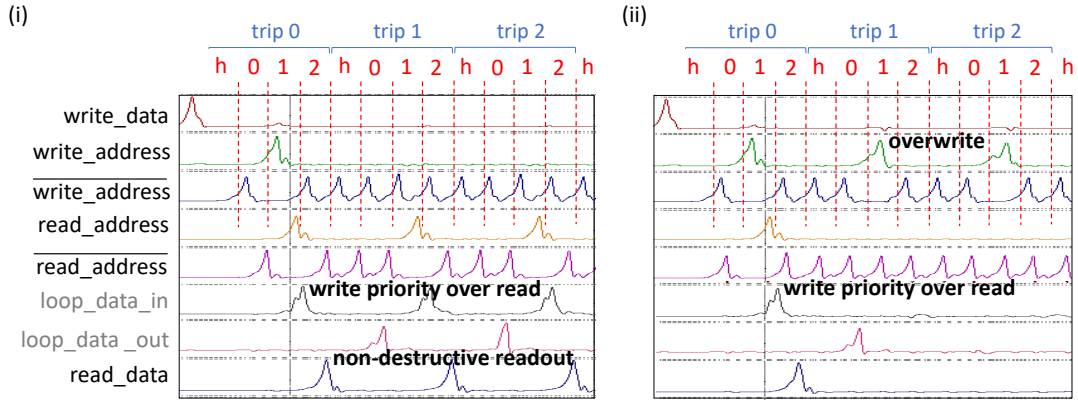 (i)
(ii)
trip 0 trip 1 trip 2
trip 0 trip 1 trip 2
h 0 1 2 h 0 1 2 h 0 1 2 h
h 0 1 2 h 0 1 2 h 0 1 2 h
write_data
write_address
overwrite
write_address
read_address
read_address
loop_data_in
write priority over read
write priority over read
loop_data _out
non-destructive readout
read_data